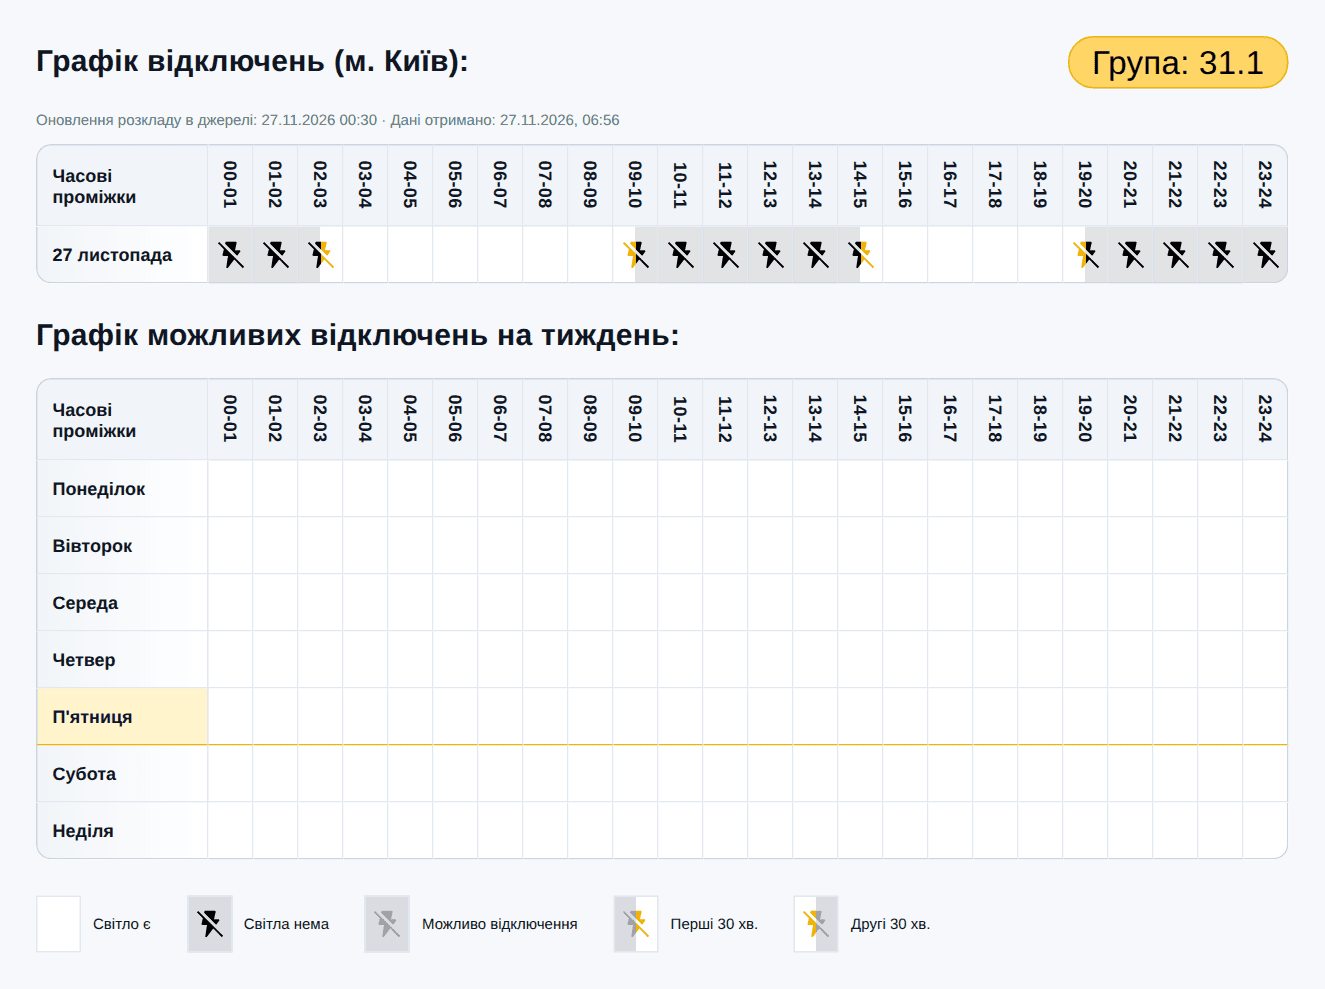 Графік відключень (м. Київ):
Група: 31.1
Оновлення розкладу в джерелі: 27.11.2026 00:30 · Дані отримано: 27.11.2026, 06:56
Часові проміжки 00-01 01-02 02-03 03-04 04-05 05-06 06-07 07-08 08-09 09-10 10-11 11-12 12-13 13-14 14-15 15-16 16-17 17-18 18-19 19-20 20-21 21-22 22-23 23-24
27 листопада
Графік можливих відключень на тиждень:
Часові проміжки 00-01 01-02 02-03 03-04 04-05 05-06 06-07 07-08 08-09 09-10 10-11 11-12 12-13 13-14 14-15 15-16 16-17 17-18 18-19 19-20 20-21 21-22 22-23 23-24
Понеділок
Вівторок
Середа
Четвер
П'ятниця
Субота
Неділя
Світло є Світла нема Можливо відключення Перші 30 хв. Другі 30 хв.